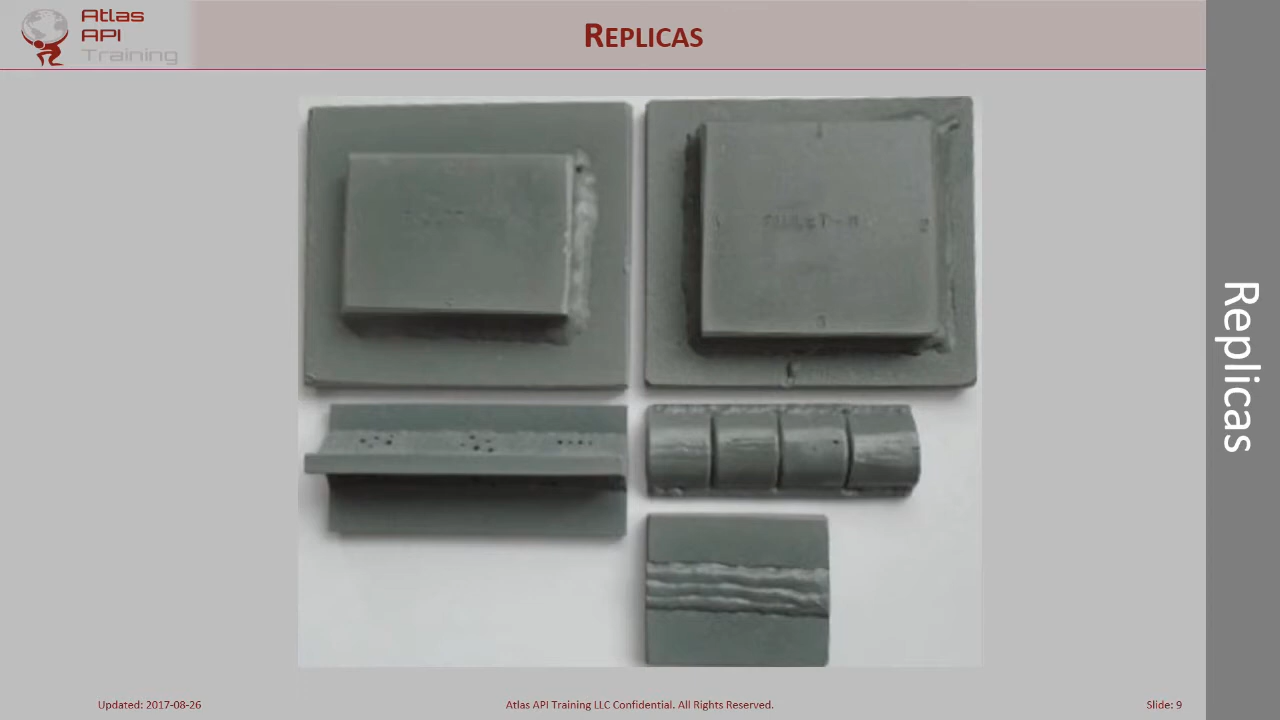 Atlas
API
Training
REPLICAS
Replicas
Updated: 2017-08-26
Atlas API Training LLC Confidential. All Rights Reserved.
Slide: 9